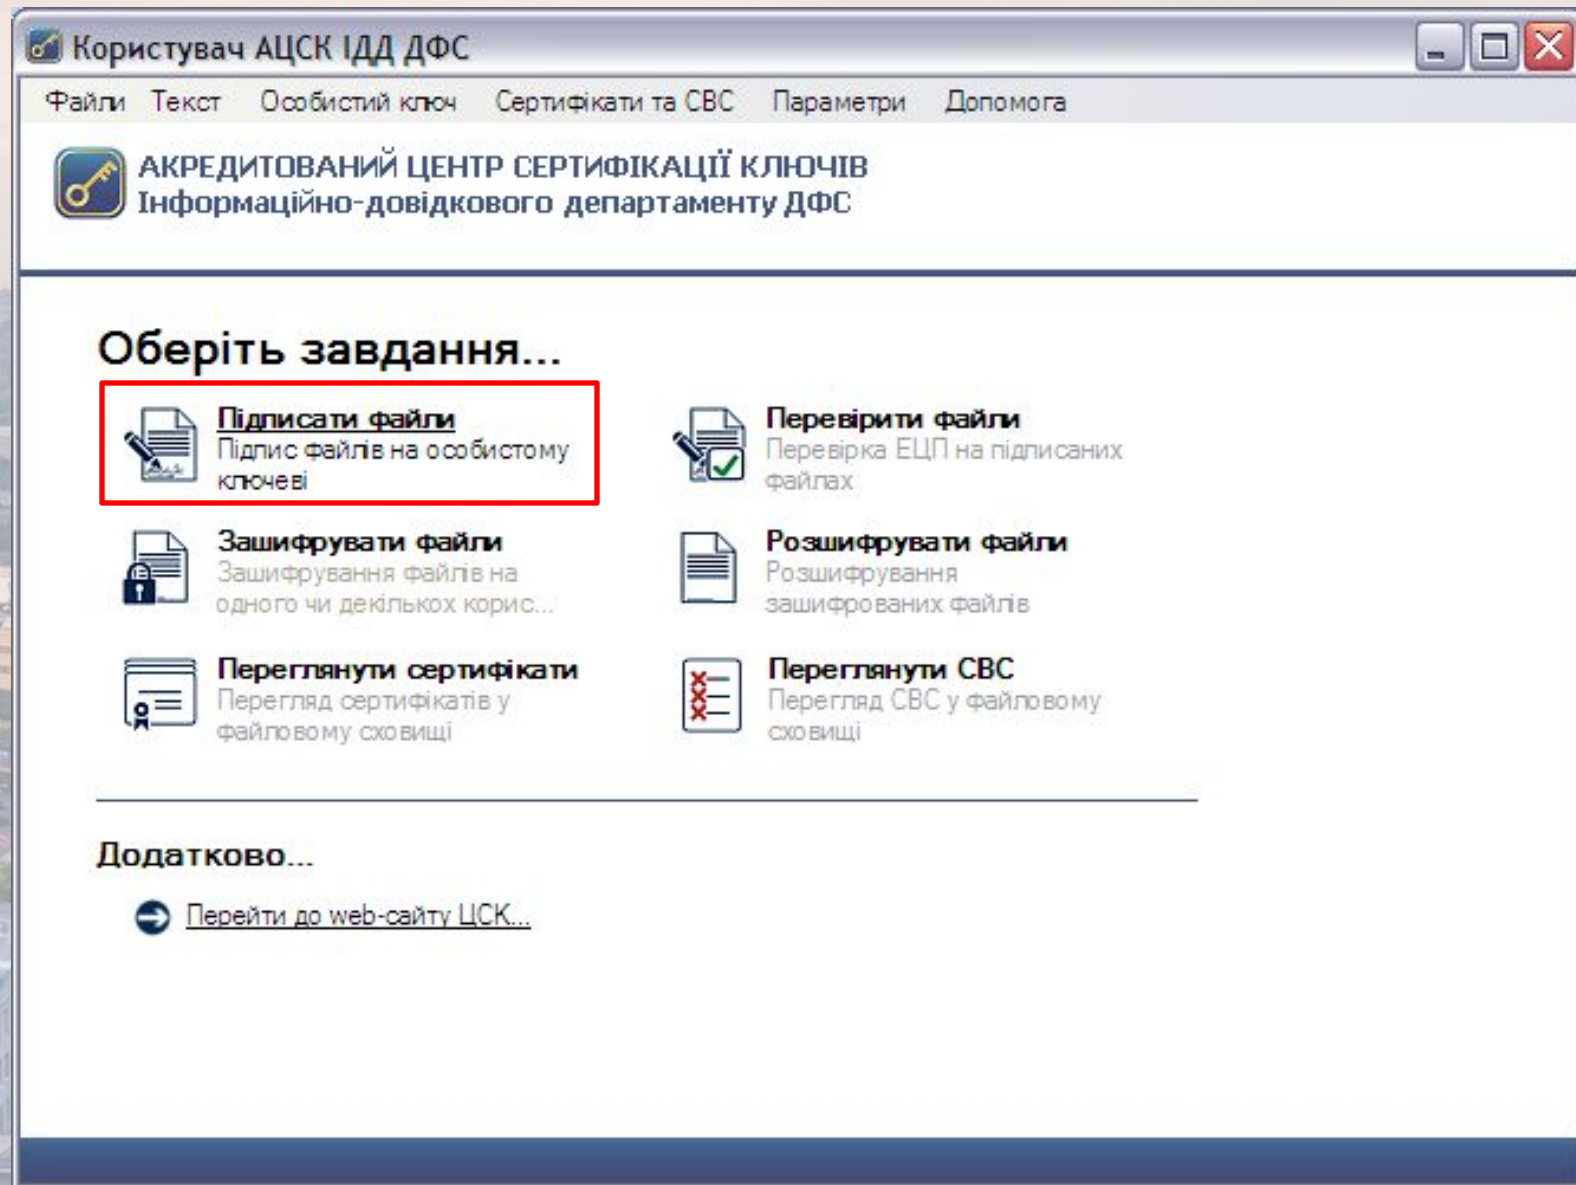 Користувач АЦСК ІДД ДФС
Файли Текст Особистий ключ Сертифікати та СВС Параметри Допомога
АКРЕДИТОВАНИЙ ЦЕНТР СЕРТИФІКАЦІЇ КЛЮЧІВ
Інформаційно-довідкового департаменту ДФС
Оберіть завдання...
Підписати файли
Підпис файлів на особистому
ключеві
Перевірити файли
Перевірка ЕЦП на підписаних
файлах
Зашифрувати файли
Зашифрування файлів на
одного чи декількох корис...
Розшифрувати файли
Розшифрування
зашифрованих файлів
Переглянути сертифікати
Перегляд сертифікатів у
файловому сховищі
Переглянути СВС
Перегляд СВС у файловому
сховищі
Додатково...
Перейти до web-сайту ЦСК...